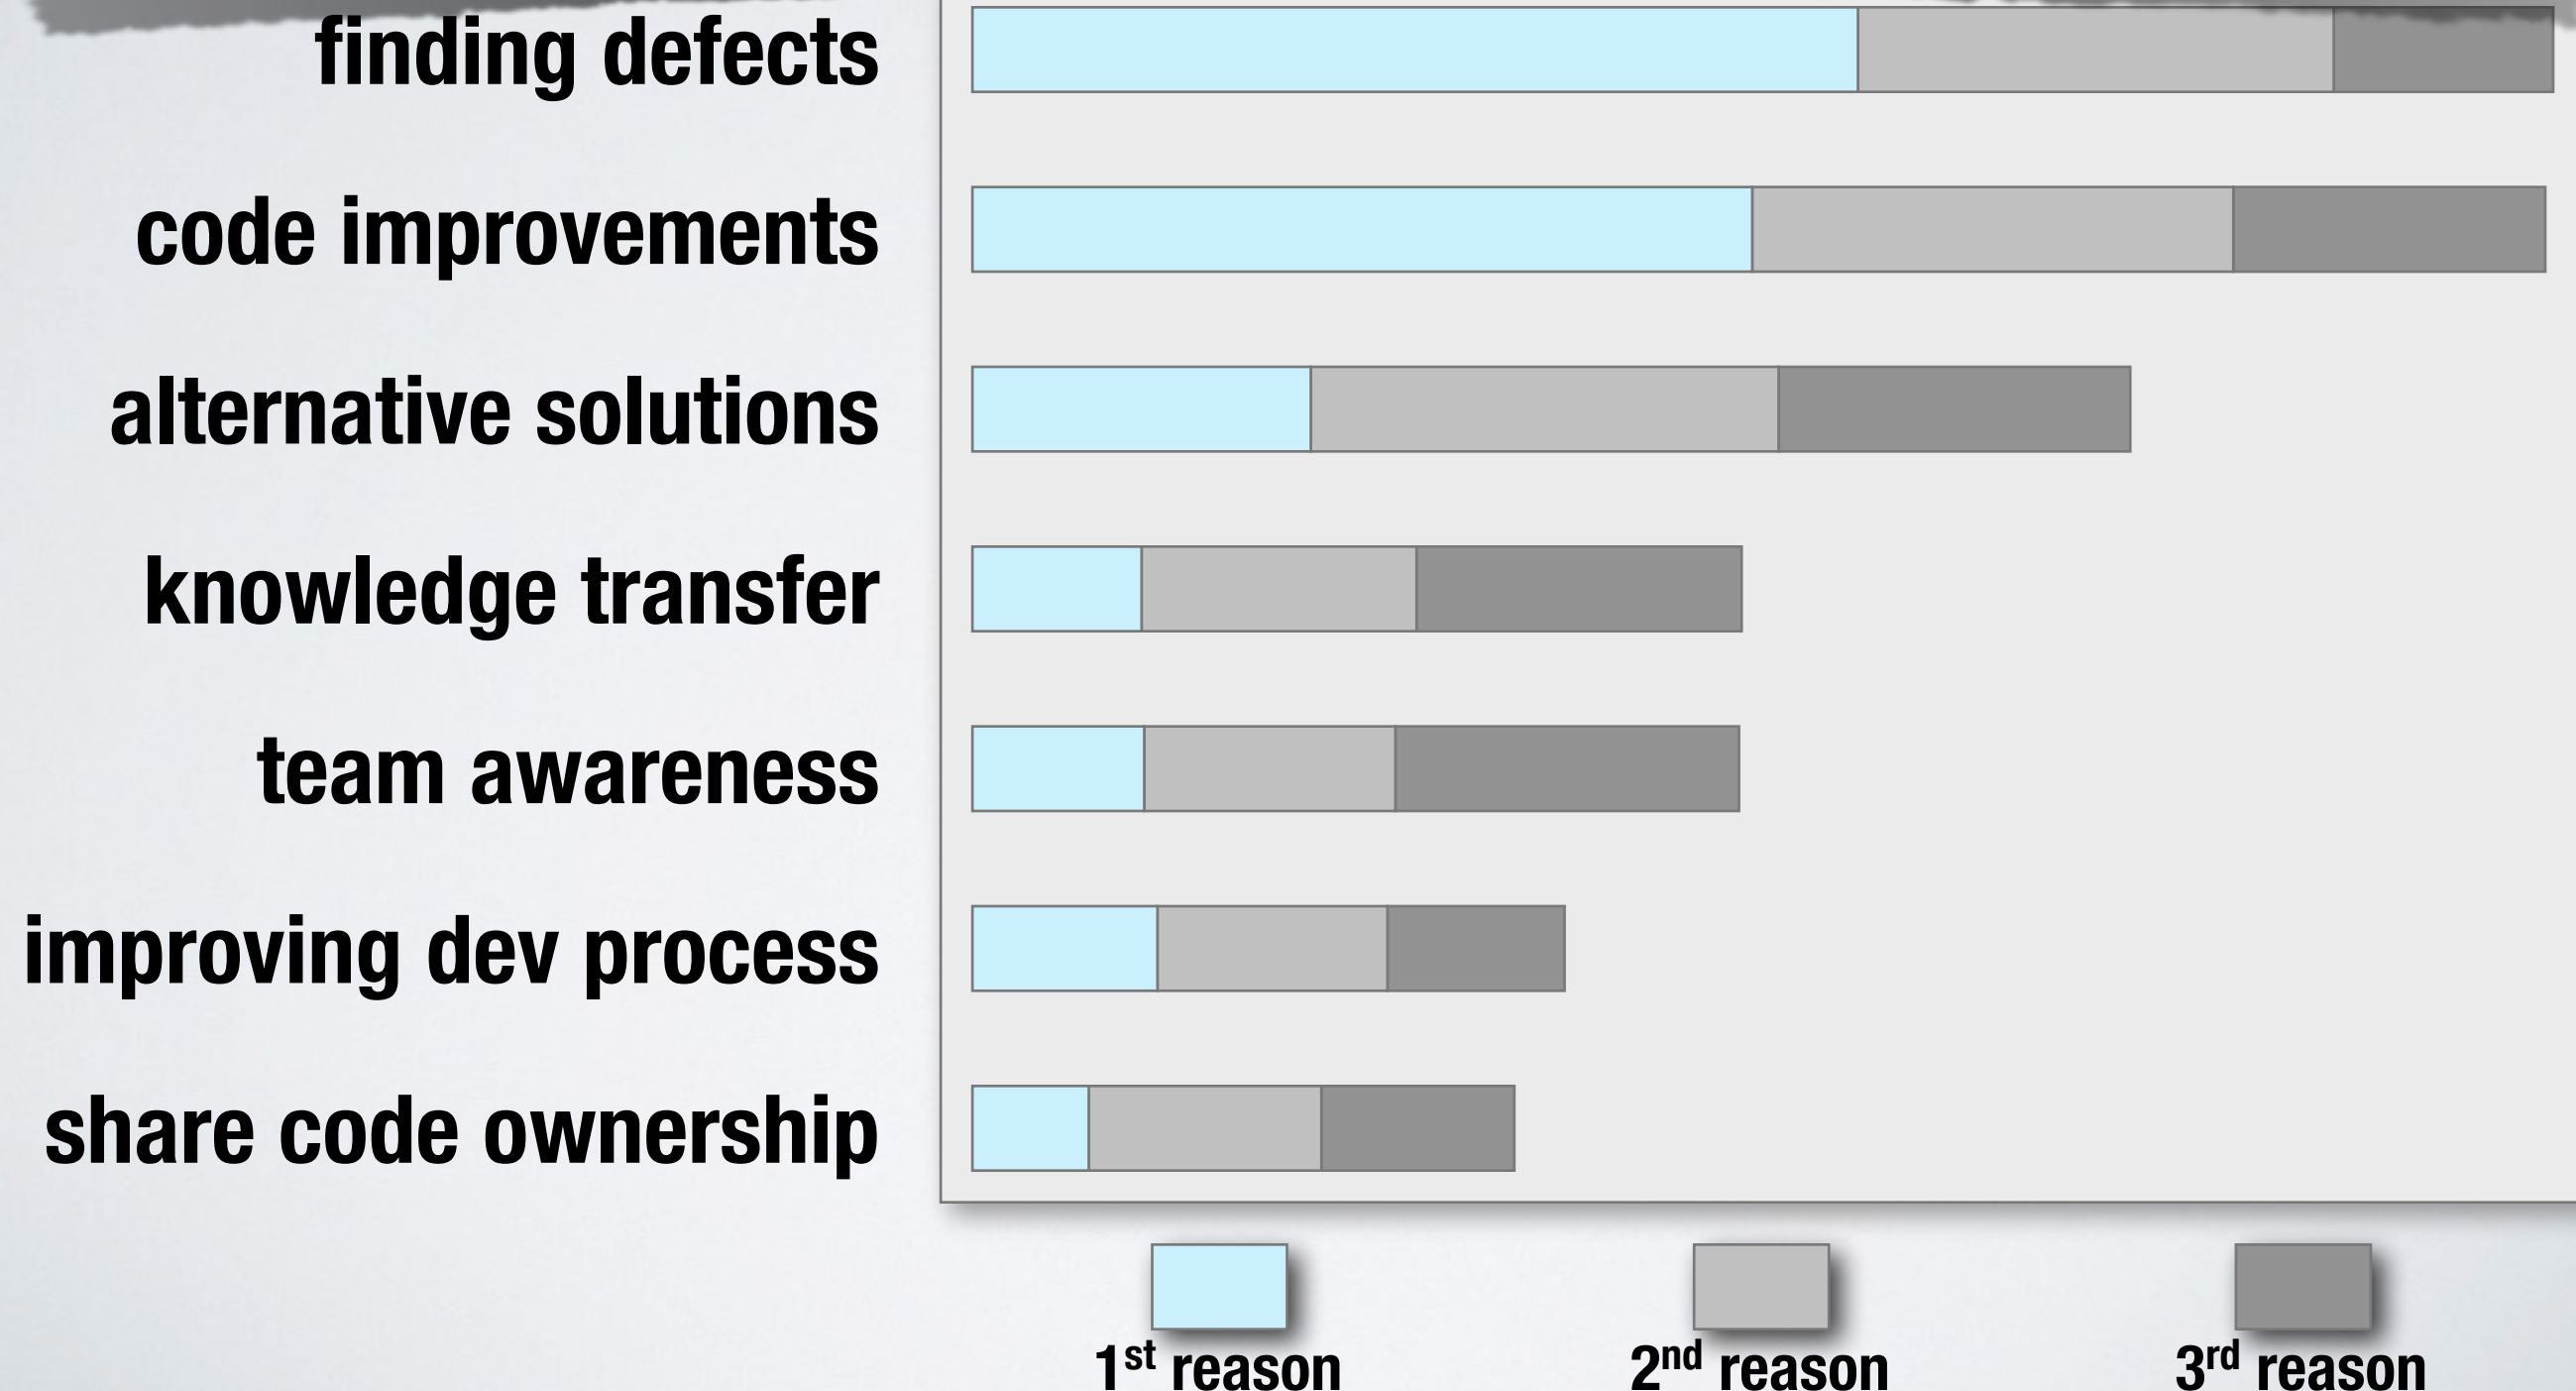 finding defects
code improvements
alternative solutions
knowledge transfer
team awareness
improving dev process
share code ownership
1st reason
2nd reason
3rd reason